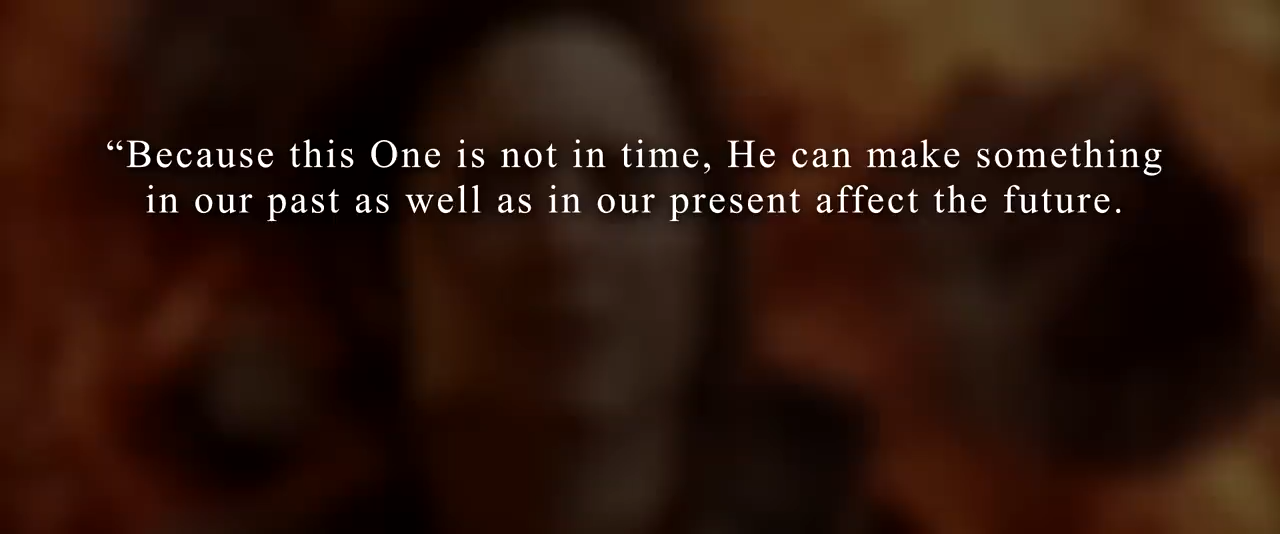 “Because this One is not in time, He can make something
in our past as well as in our present affect the future.